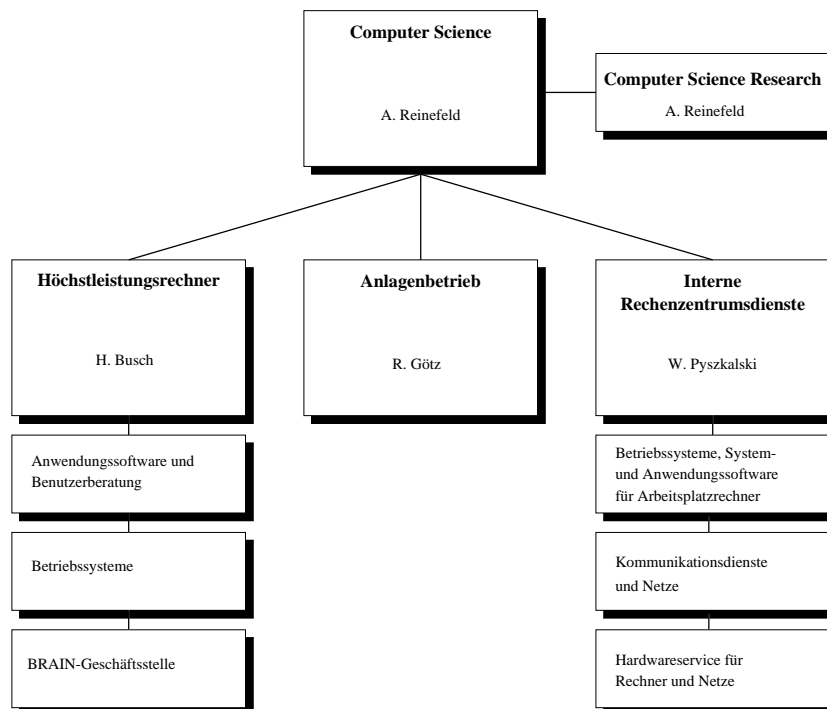 Computer Science
A. Reinefeld
Computer Science Research
A. Reinefeld
Höchstleistungsrechner
H. Busch
Anlagenbetrieb
R. Götz
Interne
Rechenzentrumsdienste
W. Pyszkalski
Anwendungssoftware und
Benutzerberatung
Betriebssysteme
BRAIN-Geschäftsstelle
Betriebssysteme, System-
und Anwendungssoftware
für Arbeitsplatzrechner
Kommunikationsdienste
und Netze
Hardwareservice für
Rechner und Netze